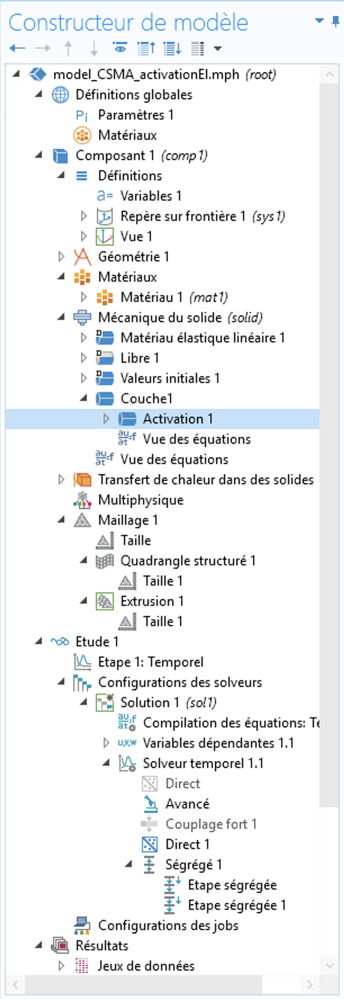 Constructeur de modèle
model_CSMA_activationEl.mph (root)
Définitions globales
Pi Paramètres 1
Matériaux
Composant 1 (comp1)
Définitions
a= Variables 1
Repère sur frontière 1 (sys1)
Vue 1
Géométrie 1
Matériaux
Matériau 1 (mat1)
Mécanique du solide (solid)
D Matériau élastique linéaire 1
D Libre 1
D Valeurs initiales 1
Couche1
Activation 1
Vue des équations
Vue des équations
Transfert de chaleur dans des solides
Multiphysique
Maillage 1
Taille
Quadrangle structuré 1
Taille 1
Extrusion 1
Taille 1
Etude 1
Etape 1: Temporel
Configurations des solveurs
Solution 1 (sol1)
Compilation des équations: Te
u,v,w Variables dépendantes 1.1
Solveur temporel 1.1
Direct
Avancé
Couplage fort 1
Direct 1
Ségrégé 1
Etape ségrégée
Etape ségrégée 1
Configurations des jobs
Résultats
Jeux de données